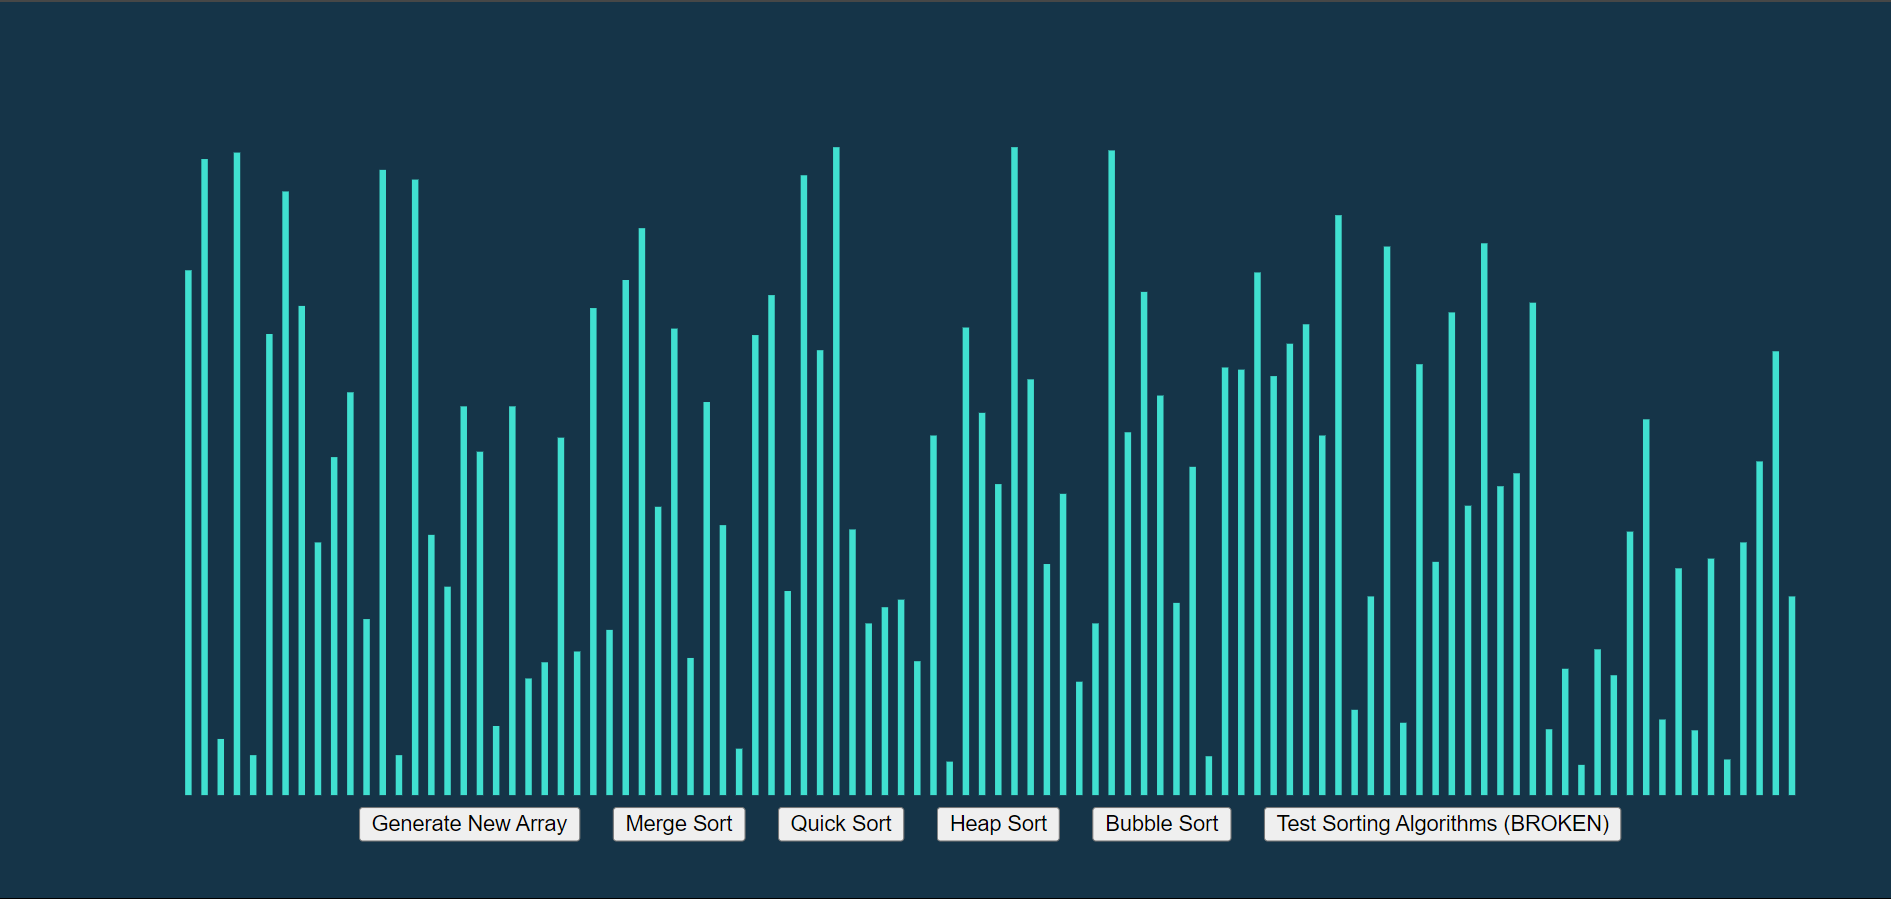 Generate New Array
Merge Sort
Quick Sort
Heap Sort
Bubble Sort
Test Sorting Algorithms (BROKEN)